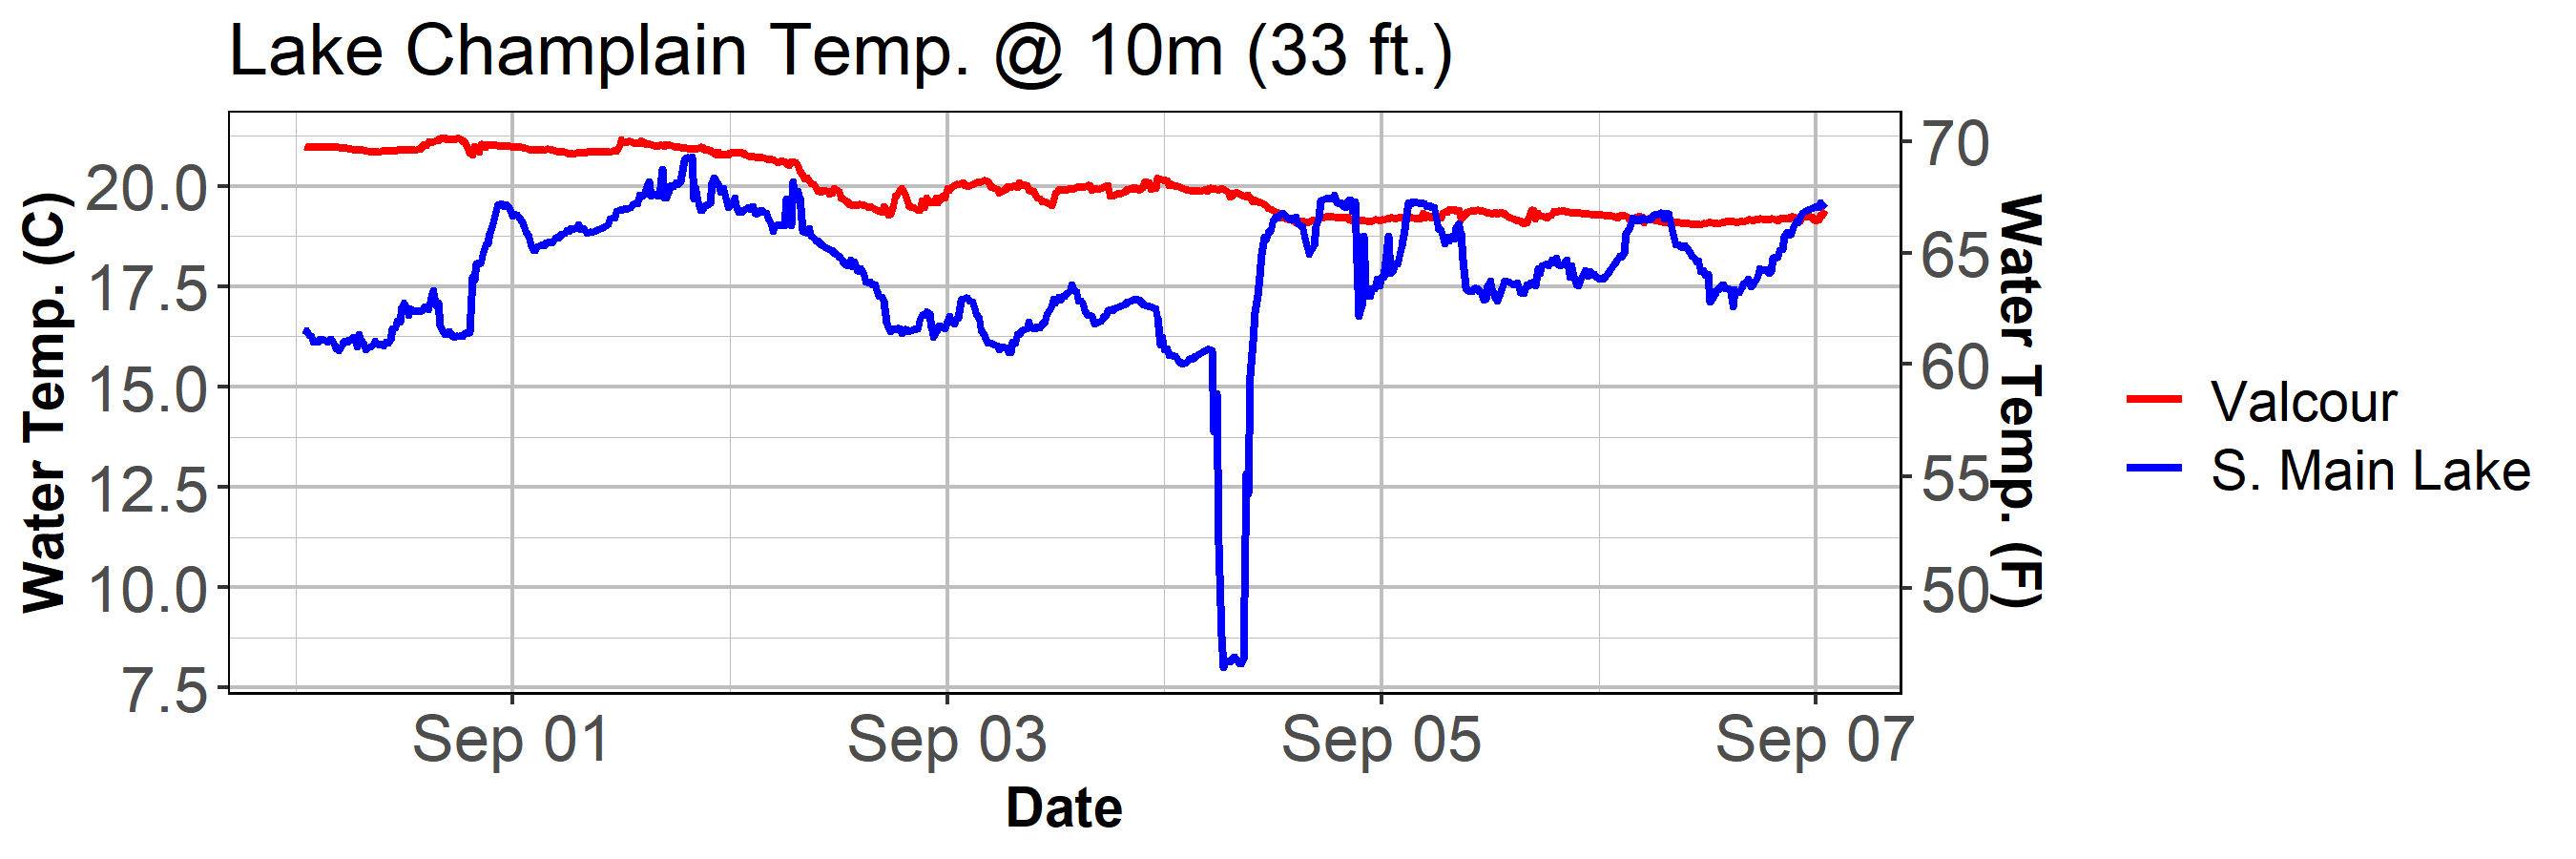 Lake Champlain Temp. @ 10m (33 ft.)
Water Temp. (C)
20.0
17.5
15.0
12.5
10.0
7.5
70
65
60
55
50
Water Temp. (F)
Sep 01
Sep 03
Sep 05
Sep 07
Date
Valcour
S. Main Lake